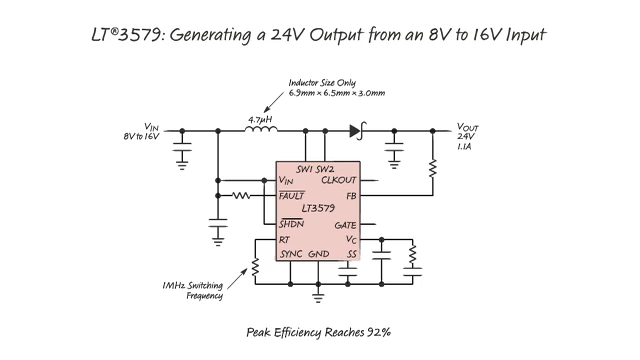 LT®3579: Generating a 24V Output from an 8V to 16V Input
Inductor Size Only
6.9mm × 6.5mm × 3.0mm
4.7µH
VIN
8V to 16V
VOUT
24V
1.1A
SW1 SW2
VIN
CLKOUT
FAULT
FB
LT3579
SHDN
GATE
RT
VC
SYNC GND SS
1MHz Switching
Frequency
Peak Efficiency Reaches 92%